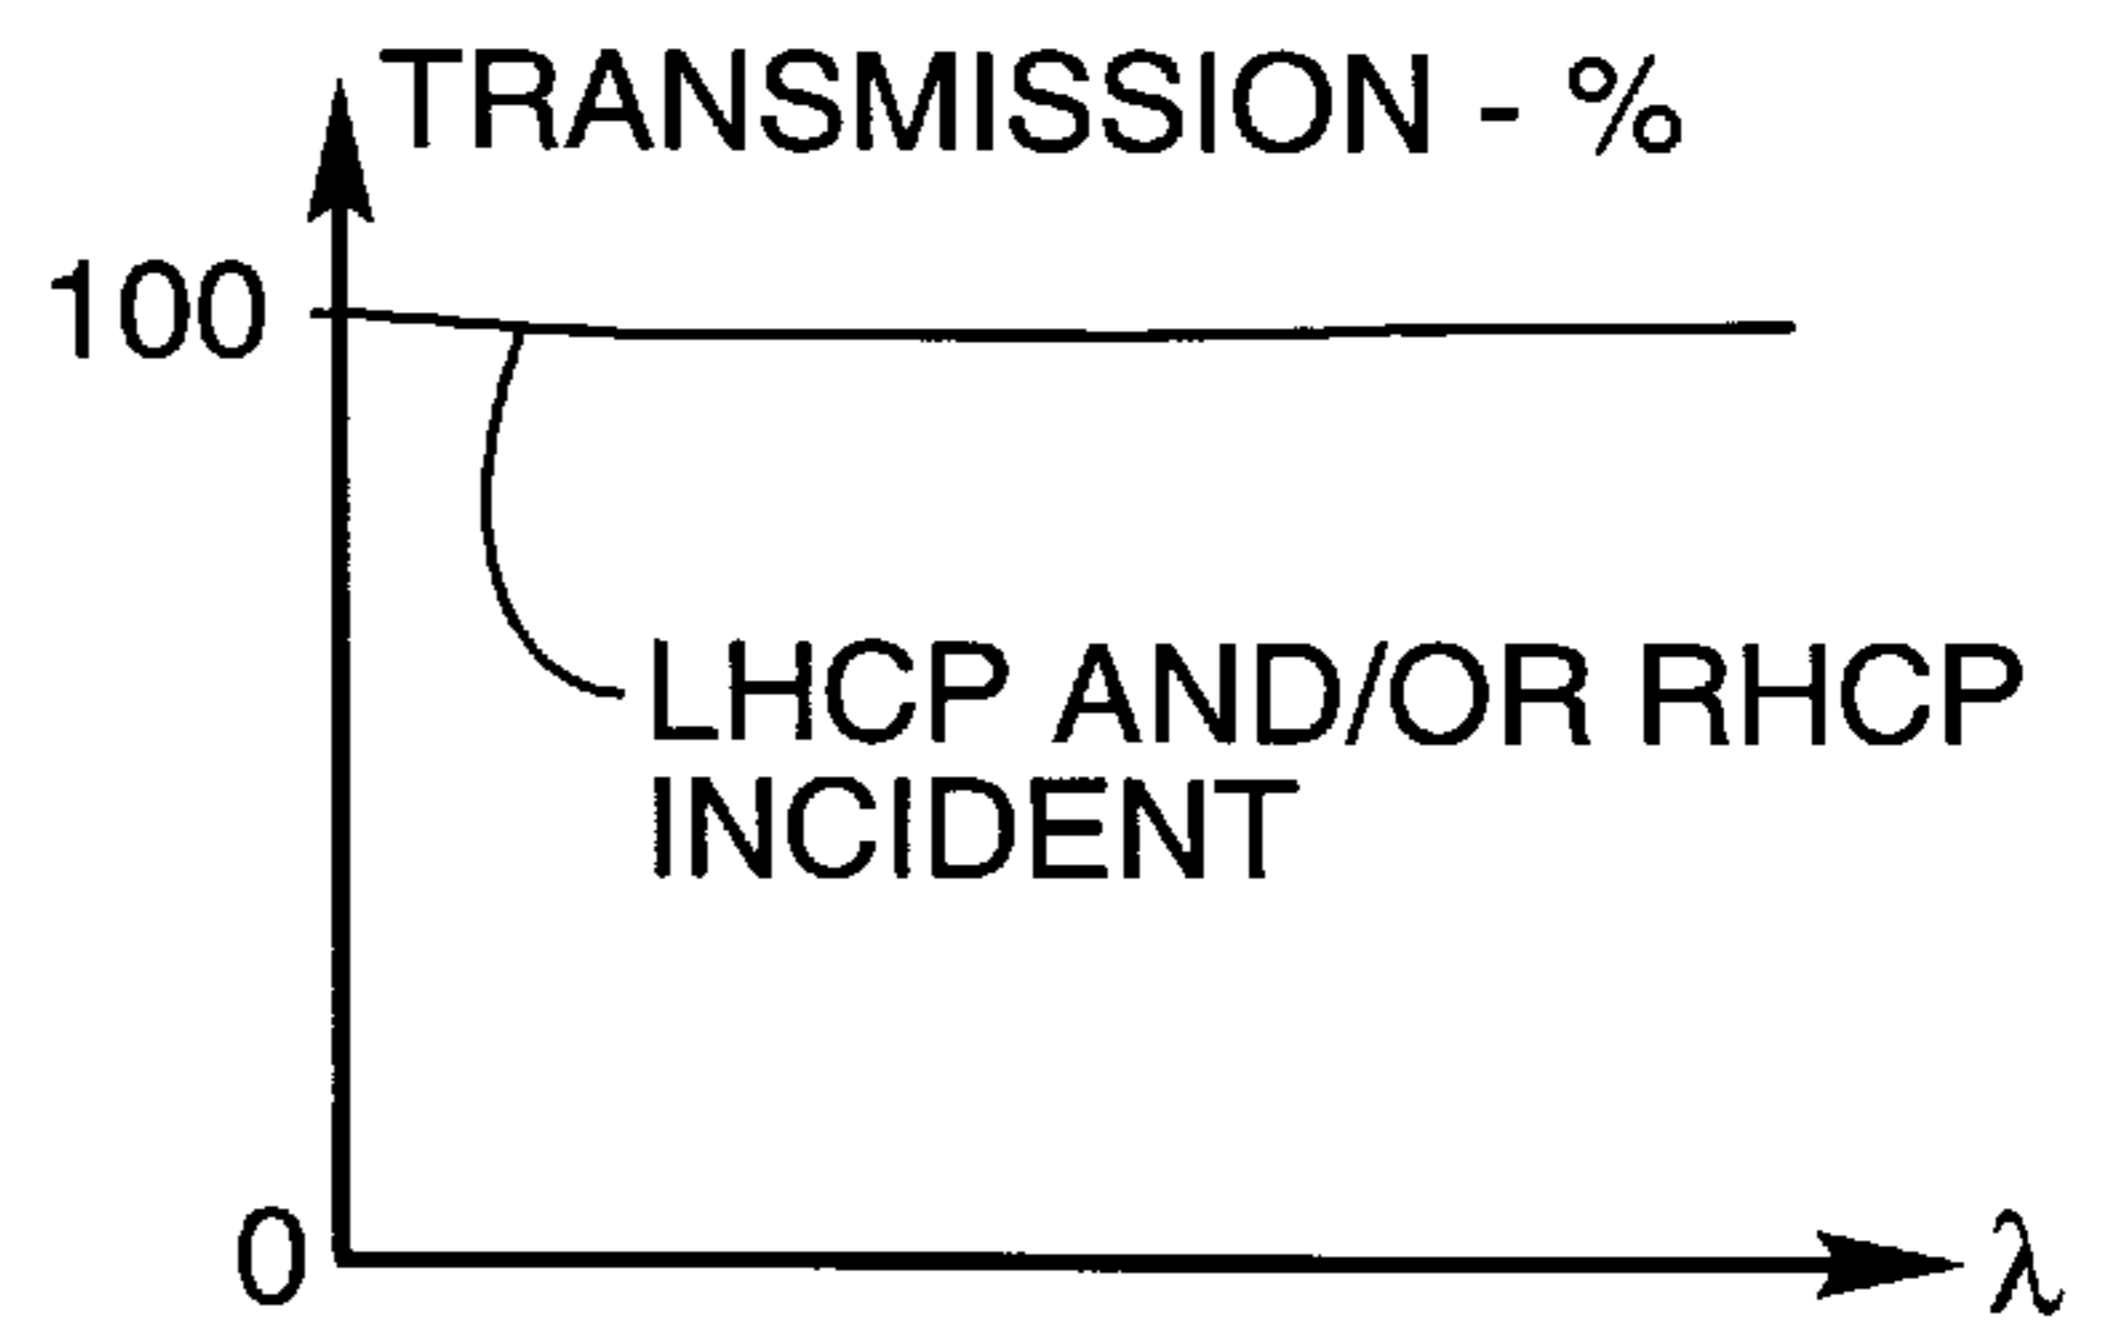 TRANSMISSION - %
100
LHCP AND/OR RHCP
INCIDENT
0
λ